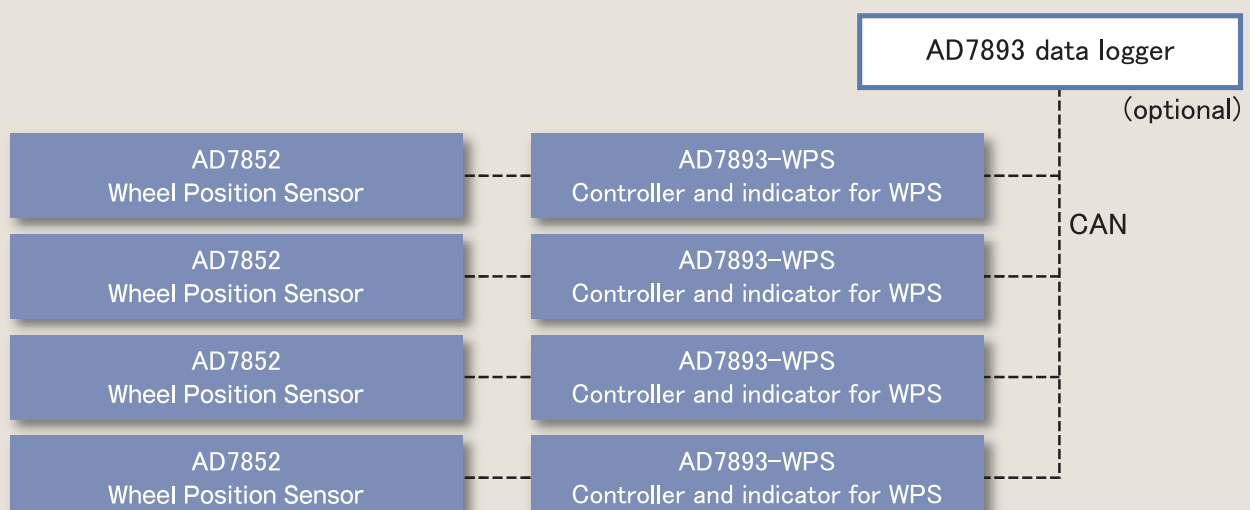 AD7893 data logger
(optional)
AD7852
Wheel Position Sensor
AD7893-WPS
Controller and indicator for WPS
CAN
AD7852
Wheel Position Sensor
AD7893-WPS
Controller and indicator for WPS
AD7852
Wheel Position Sensor
AD7893-WPS
Controller and indicator for WPS
AD7852
Wheel Position Sensor
AD7893-WPS
Controller and indicator for WPS